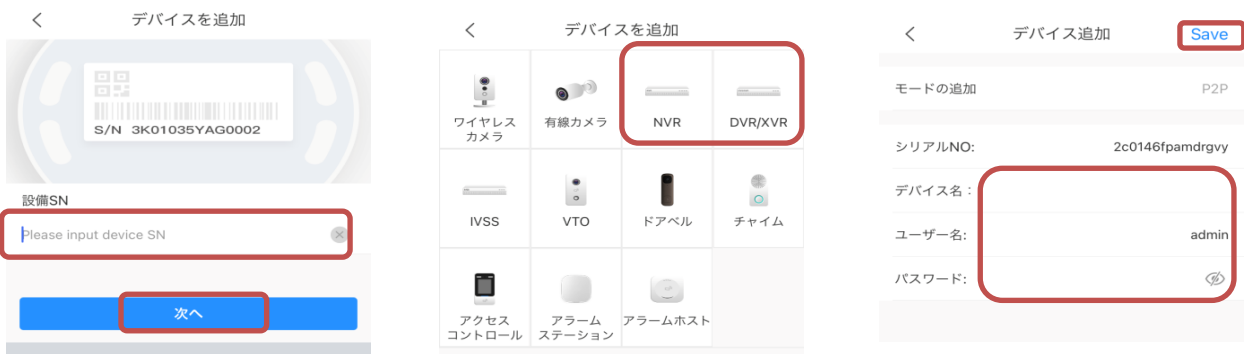 デバイスを追加
S/N 3K01035YAG0002
設備SN
Please input device SN
次へ
デバイスを追加
ワイヤレス
カメラ
有線カメラ
NVR
DVR/XVR
IVSS
VTO
ドアベル
チャイム
アクセス
コントロール
アラーム
ステーション
アラームホスト
デバイス追加
Save
モードの追加
P2P
シリアルNO:
2c0146fpamdrgvy
デバイス名：
ユーザー名:
admin
パスワード: